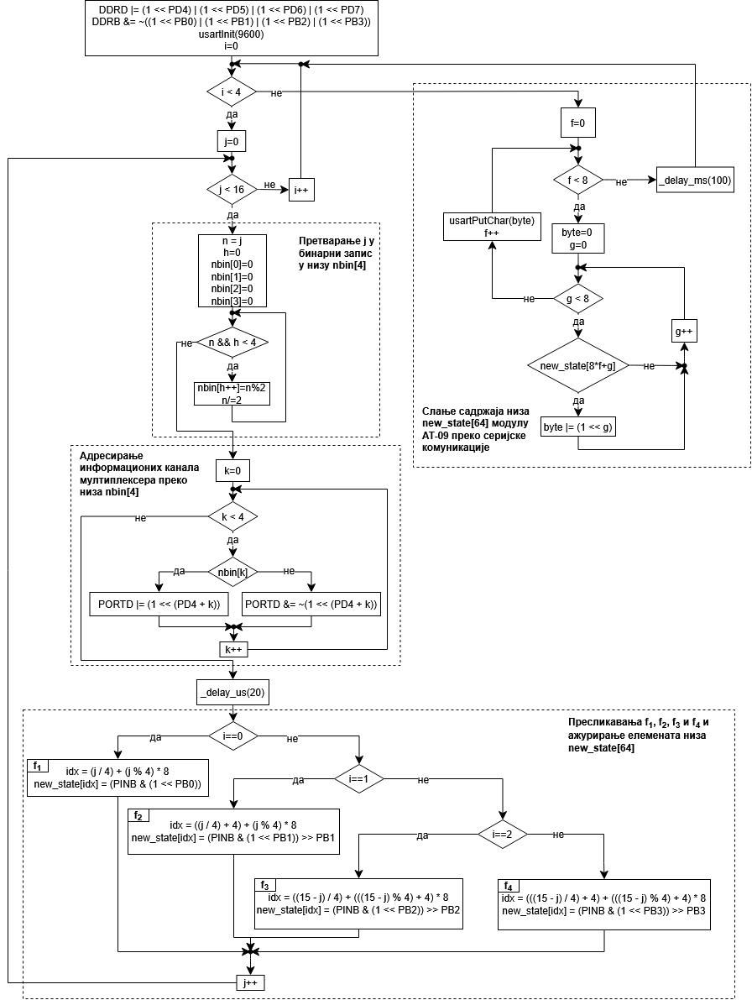 DDRD |= (1 << PD4) | (1 << PD5) | (1 << PD6) | (1 << PD7)
DDRB &= ~((1 << PB0) | (1 << PB1) | (1 << PB2) | (1 << PB3))
usartInit(9600)
i=0
i < 4
не
да
j=0
j < 16
не
i++
да
n = j
h=0
nbin[0]=0
nbin[1]=0
nbin[2]=0
nbin[3]=0
Претварање j у
бинарни запис
у низу nbin[4]
n && h < 4
не
да
nbin[h++]=n%2
n/=2
f=0
f < 8
не
_delay_ms(100)
да
usartPutChar(byte)
f++
byte=0
g=0
g < 8
не
да
g++
new_state[8*f+g]
не
да
byte |= (1 << g)
Слање садржаја низа
new_state[64] модулу
AT-09 преко серијске
комуникације
Адресирање
информационих канала
мултиплексера преко
низа nbin[4]
k=0
k < 4
не
да
nbin[k]
да
не
PORTD |= (1 << (PD4 + k))
PORTD &= ~(1 << (PD4 + k))
k++
_delay_us(20)
Пресликавања f₁, f₂, f₃ и f₄ и
ажурирање елемената низа
new_state[64]
i==0
да
не
f₁
idx = (j / 4) + (j % 4) * 8
new_state[idx] = (PINB & (1 << PB0))
i==1
да
не
f₂
idx = ((j / 4) + 4) + (j % 4) * 8
new_state[idx] = (PINB & (1 << PB1)) >> PB1
i==2
да
не
f₃
idx = ((15 - j) / 4) + (((15 - j) % 4) + 4) * 8
new_state[idx] = (PINB & (1 << PB2)) >> PB2
f₄
idx = (((15 - j) / 4) + 4) + (((15 - j) % 4) + 4) * 8
new_state[idx] = (PINB & (1 << PB3)) >> PB3
j++